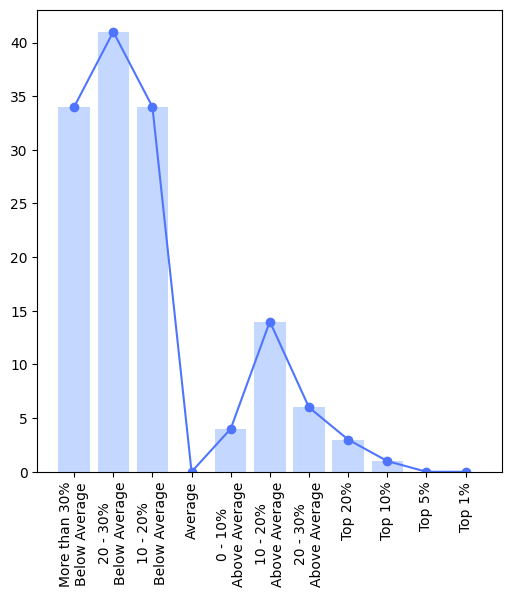 40
35
30
25
20
15
10
5
0
More than 30%
Below Average
20 - 30%
Below Average
10 - 20%
Below Average
Average
0 - 10%
Above Average
10 - 20%
Above Average
20 - 30%
Above Average
Top 20%
Top 10%
Top 5%
Top 1%